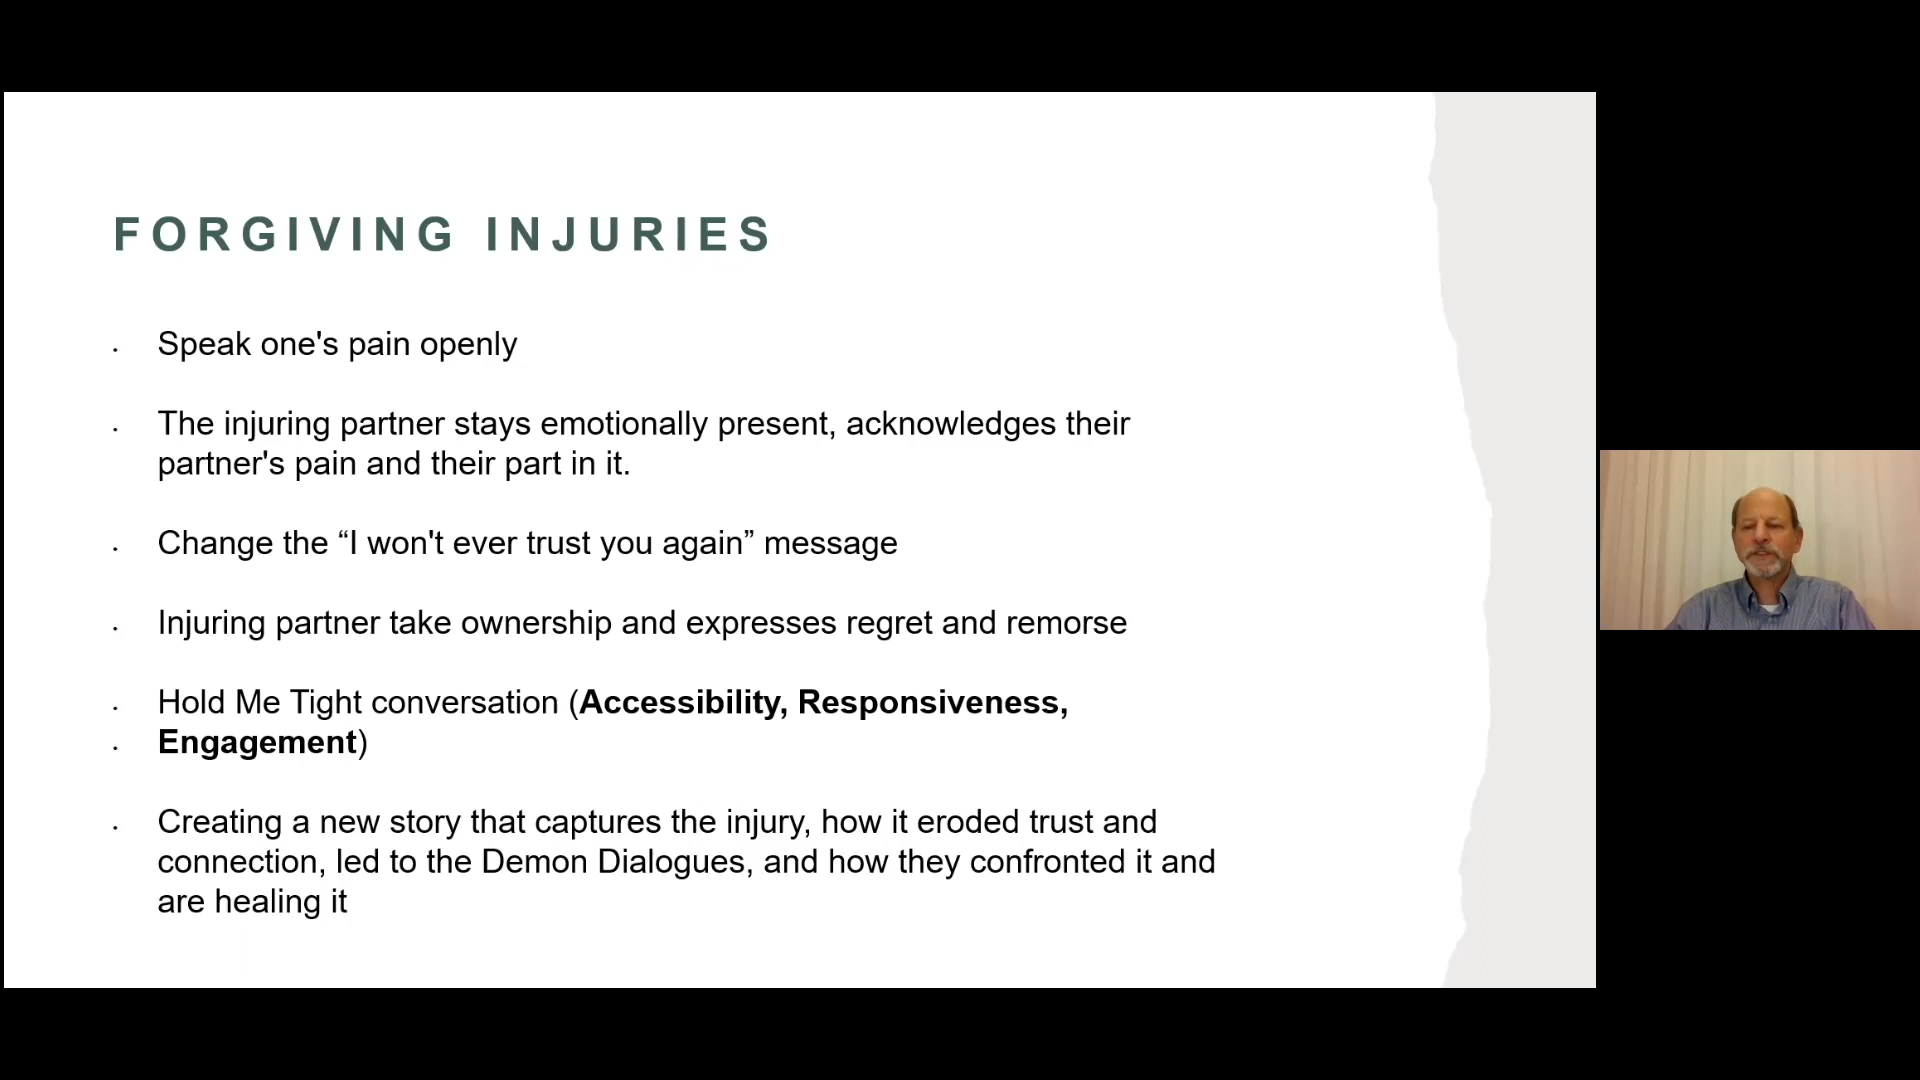 FORGIVING INJURIES
• Speak one's pain openly
• The injuring partner stays emotionally present, acknowledges their
partner's pain and their part in it.
• Change the “I won't ever trust you again” message
• Injuring partner take ownership and expresses regret and remorse
• Hold Me Tight conversation (Accessibility, Responsiveness,
• Engagement)
• Creating a new story that captures the injury, how it eroded trust and
connection, led to the Demon Dialogues, and how they confronted it and
are healing it